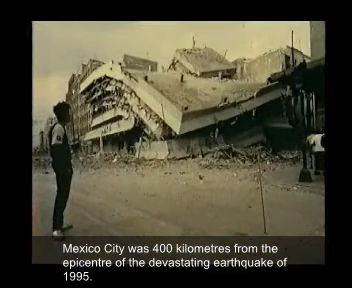 Mexico City was 400 kilometres from the
epicentre of the devastating earthquake of
1995.